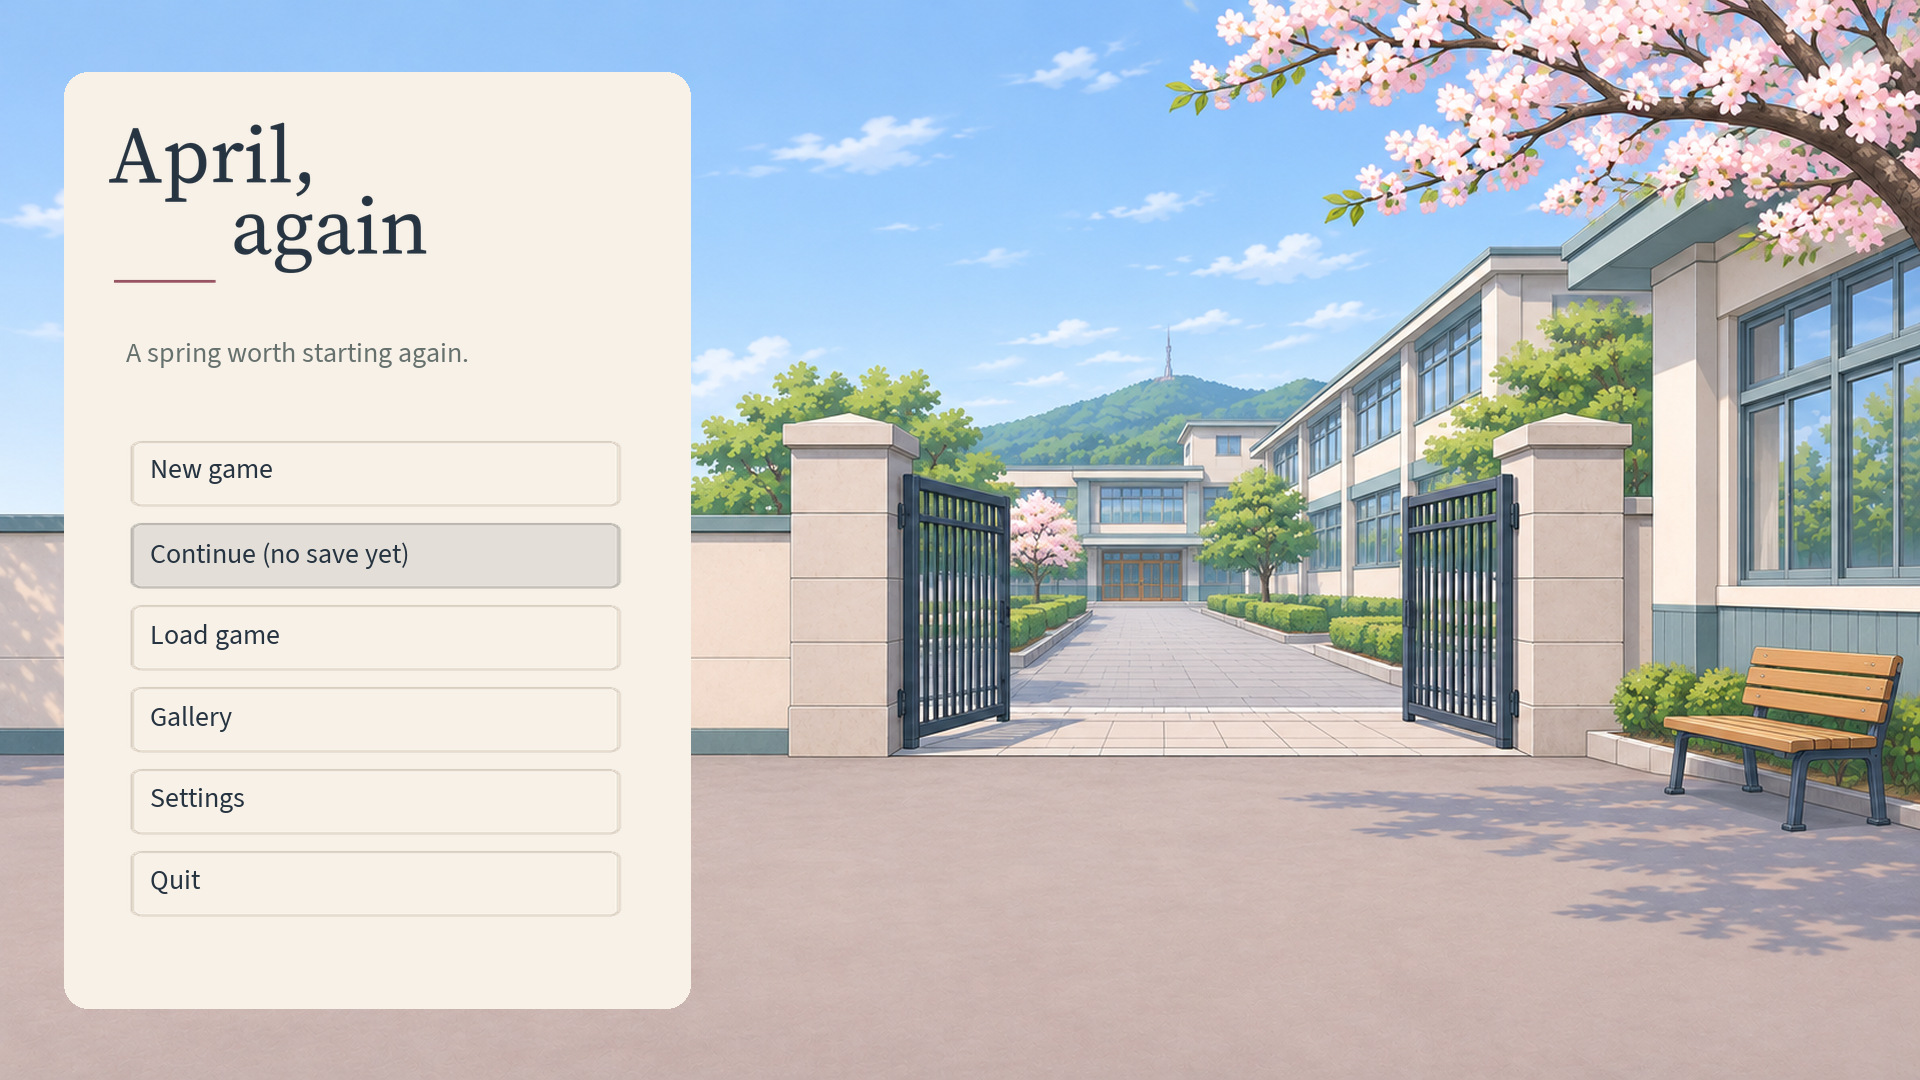 April,
again
A spring worth starting again.
New game
Continue (no save yet)
Load game
Gallery
Settings
Quit